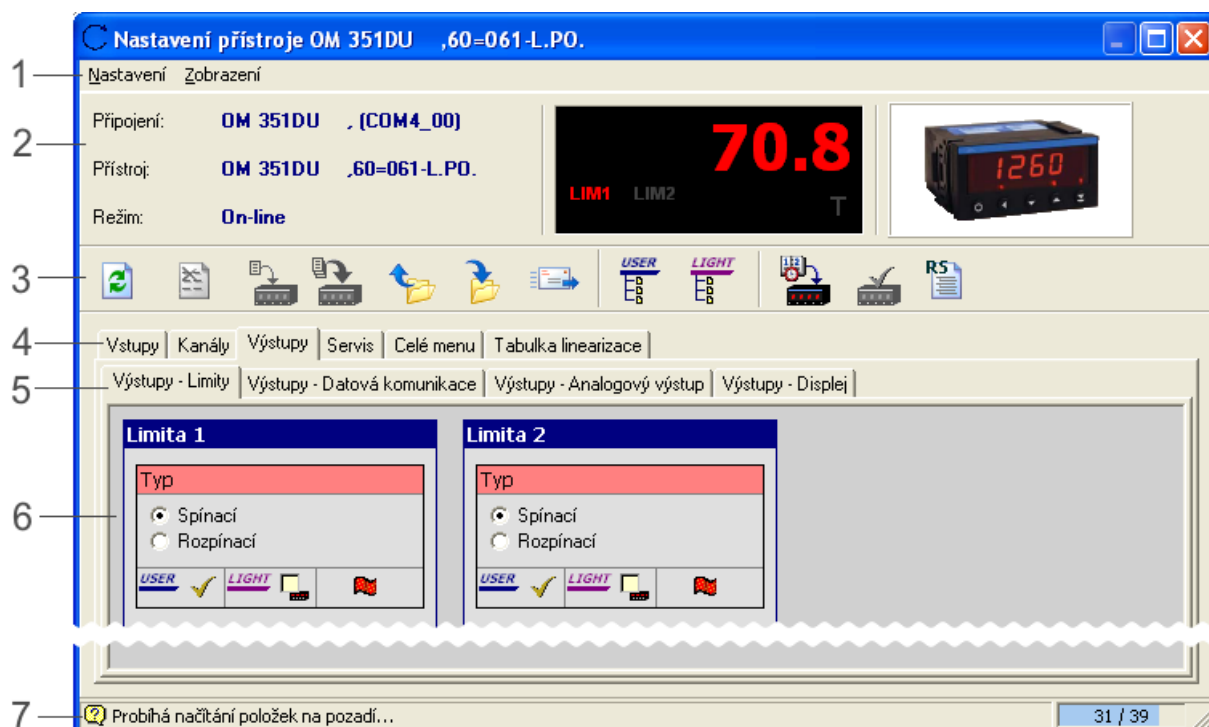 Nastavení přístroje OM 351DU ,60=061-L.PO.
1
Nastavení Zobrazení
2
Připojení: OM 351DU , (COM4_00)
Přístroj: OM 351DU ,60=061-L.PO.
Režim: On-line
70.8
LIM1 LIM2
T
1260
3
USER LIGHT RS
4
Vstupy Kanály Výstupy Servis Celé menu Tabulka linearizace
5
Výstupy - Limity Výstupy - Datová komunikace Výstupy - Analogový výstup Výstupy - Displej
6
Limita 1 Limita 2
Typ Typ
Spínací Spínací
Rozpínací Rozpínací
USER LIGHT USER LIGHT
7
Probíhá načítání položek na pozadí...
31 / 39